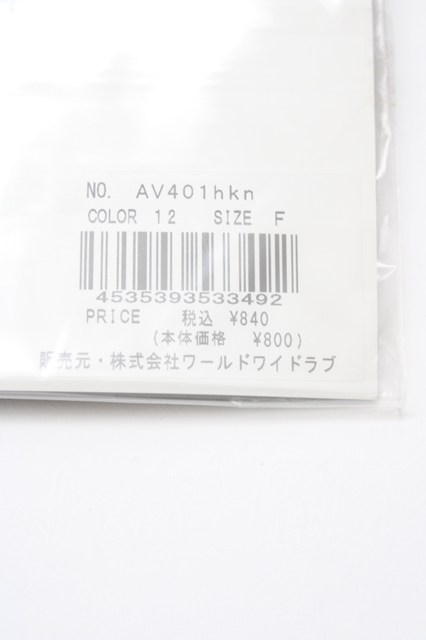 NO. AV401hkn
COLOR 12 SIZE F
4535393533492
PRICE 税込 ¥840
(本体価格 ¥800)
販売元・株式会社ワールドワイドラブ